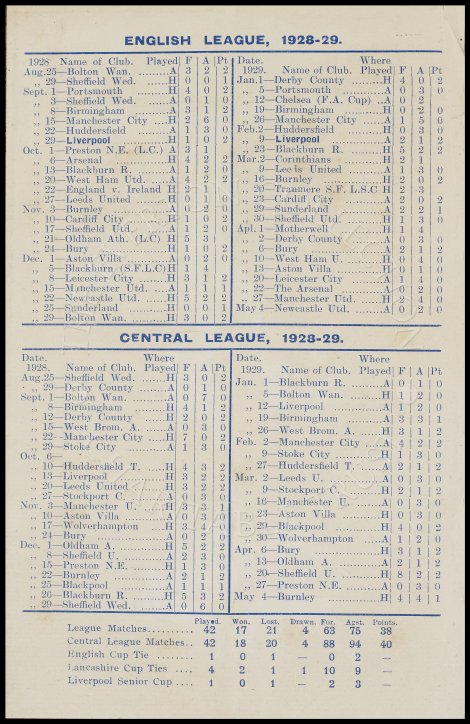 ENGLISH LEAGUE, 1928-29.
1928 Name of Club. Played F A Pt
Aug.25—Bolton Wan. ........A 3 2 2
„ 29—Sheffield Wed. ......H 0 0 1
Sept. 1—Portsmouth ........H 4 0 2
„ 3—Sheffield Wed. ......A 0 1 0
„ 8—Birmingham ........A 3 1 2
„ 15—Manchester City ....H 2 6 0
„ 22—Huddersfield ........A 1 3 0
„ 29—Liverpool ..........H 1 0 2
Oct. 1—Preston N.E. (L.C.) A 3 1
„ 6—Arsenal ............H 4 2 2
„ 13—Blackburn R. ........A 1 2 0
„ 20—West Ham Utd. ......A 4 2 2
„ 22—England v. Ireland H 2 1
„ 27—Leeds United ........H 0 1 0
Nov. 3—Burnley ............A 0 2 0
„ 10—Cardiff City ........H 1 0 2
„ 17—Sheffield Utd. ......A 1 2 0
„ 21—Oldham Ath. (L.C) H 5 3
„ 24—Bury ..............H 1 0 2
Dec. 1—Aston Villa ........A 0 2 0
„ 5—Blackburn (S.F.L.C) H 1 4
„ 8—Leicester City ......H 3 1 2
„ 15—Manchester Utd. ....A 1 1 1
„ 22—Newcastle Utd. ......H 5 2 2
„ 25—Sunderland ........H 0 0 1
„ 29—Bolton Wan. ........H 3 0 2
Date. Where
1929. Name of Club. Played F A Pt
Jan.1—Derby County ......H 4 0 2
„ 5—Portsmouth ........A 0 3 0
„ 12—Chelsea (F.A. Cup) ..A 0 2
„ 19—Birmingham ........H 0 2 0
„ 26—Manchester City ....A 1 5 0
Feb.2—Huddersfield ........H 0 3 0
„ 9—Liverpool ..........A 2 1 2
„ 23—Blackburn R. ........H 5 2 2
Mar.2—Corinthians ........H 2 1
„ 9—Leeds United ........A 1 3 0
„ 16—Burnley ............H 2 0 2
„ 20—Tranmere S.F. L.S.C H 2 3
„ 23—Cardiff City ........A 2 0 2
„ 29—Sunderland ........A 2 2 1
„ 30—Sheffield Utd. ......H 1 3 0
Apl. 1—Motherwell ........H 1 4
„ 2—Derby County ......A 0 3 0
„ 6—Bury ..............A 2 1 2
„ 10—West Ham U. ........H 0 4 0
„ 13—Aston Villa ........H 0 1 0
„ 20—Leicester City ......A 1 4 0
„ 22—The Arsenal ........A 0 2 0
„ 27—Manchester Utd. ....H 2 4 0
May 4—Newcastle Utd. ......A 0 2 0
CENTRAL LEAGUE, 1928-29.
Date. Where
1928. Name of Club. Played F A Pt
Aug.25—Sheffield Wed. ......H 3 0 2
„ 29—Derby County ......A 0 1 0
Sept. 1—Bolton Wan. ........A 0 7 0
„ 8—Birmingham ........H 4 1 2
„ 12—Derby County ......H 2 0 2
„ 15—West Brom. A. ......A 0 3 0
„ 22—Manchester City ....H 7 0 2
„ 29—Stoke City ..........A 1 3 0
Oct. 6—
„ 10—Huddersfield T. ......H 4 3 2
„ 13—Liverpool ..........H 3 2 2
„ 20—Leeds United ........H 3 2 2
„ 27—Stockport C. ........A 0 3 0
Nov. 3—Manchester U. ......H 3 3 1
„ 10—Aston Villa ........A 0 3 0
„ 17—Wolverhampton ......H 3 4 0
„ 24—Bury ..............A 0 2 0
Dec. 1—Oldham A. ..........H 5 2 2
„ 8—Sheffield U. ........A 2 3 0
„ 15—Preston N.E. ........H 1 3 0
„ 22—Burnley ............A 2 1 2
„ 25—Blackpool ..........A 1 1 1
„ 26—Blackburn R. ........H 5 3 2
„ 29—Sheffield Wed. ......A 0 6 0
Date. Where
1929. Name of Club. Played F A Pt
Jan. 1—Blackburn R. ......A 0 1 0
„ 5—Bolton Wan. ......H 1 2 0
„ 12—Liverpool ..........A 1 2 0
„ 19—Birmingham ........A 3 3 1
„ 26—West Brom. A. ......H 3 1 2
Feb. 2—Manchester City ....A 4 2 2
„ 9—Stoke City ..........H 1 3 0
„ 27—Huddersfield T. ......A 2 1 2
Mar. 2—Leeds U. ............A 0 3 0
„ 9—Stockport C. ........H 2 1 2
„ 16—Manchester U. ......A 0 3 0
„ 23—Aston Villa ........H 0 3 0
„ 29—Blackpool ..........H 4 0 2
„ 30—Wolverhampton ......A 1 2 0
Apr. 6—Bury ..............H 3 1 2
„ 13—Oldham A. ..........A 2 1 2
„ 20—Sheffield U. ........H 8 2 2
„ 27—Preston N.E. ........A 0 3 0
May 4—Burnley ............H 4 4 1
Played. Won. Lost. Drawn. For. Agst. Points.
League Matches.......... 42 17 21 4 63 75 38
Central League Matches.. 42 18 20 4 88 94 40
English Cup Tie ...... 1 0 1 — 0 2 —
Lancashire Cup Ties .... 4 2 1 1 10 9 —
Liverpool Senior Cup .... 1 0 1 — 2 3 —